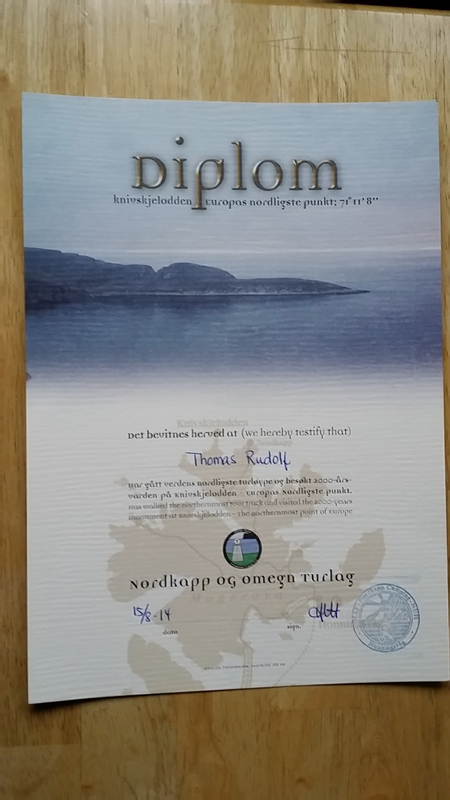 Diplom
knivskjelodden Europas nordligste punkt; 71°11'8"
Knivskjelodden
Det bevitnes herved at (we hereby testify that)
Thomas Rudolf
Har gått verdens nordligste turløype og besøkt 2000-års-
varden på Knivskjelodden - Europas Nordligste punkt.
Has walked the northernmost tour track and visited the 2000-years
monument at Knivskjelodden - the northernmost point of Europe
Nordkapp og Omegn Turlag
15/8-14
dato
sign.